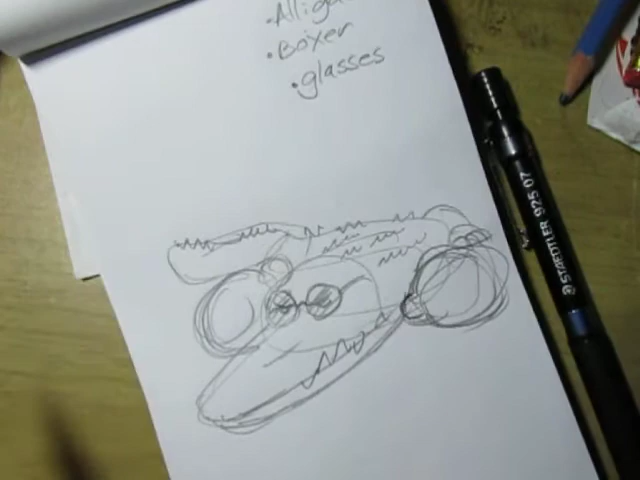 • Boxer
• glasses
STAEDTLER 925 07